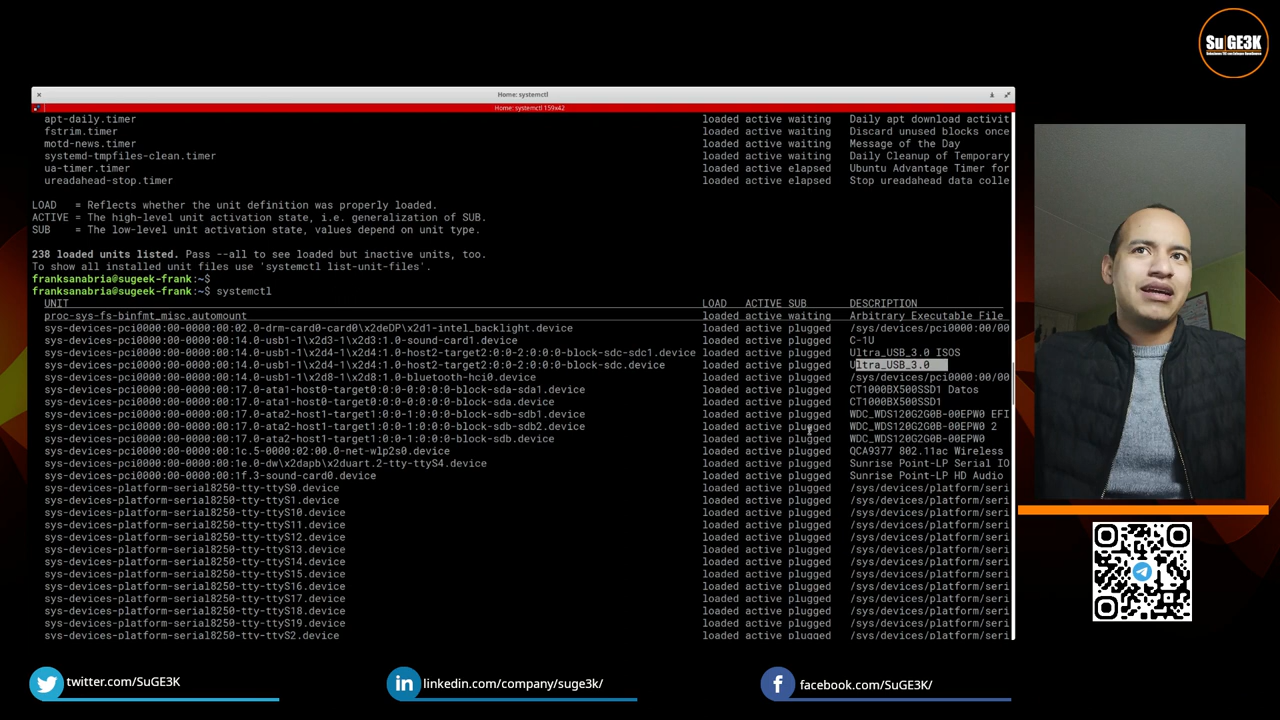 SuGE3K
Home: systemctl
Home: systemctl 159x42
apt-daily.timer loaded active waiting Daily apt download activit
fstrim.timer loaded active waiting Discard unused blocks once
motd-news.timer loaded active waiting Message of the Day
systemd-tmpfiles-clean.timer loaded active waiting Daily Cleanup of Temporary
ua-timer.timer loaded active elapsed Ubuntu Advantage Timer for
ureadahead-stop.timer loaded active elapsed Stop ureadahead data colle
LOAD = Reflects whether the unit definition was properly loaded.
ACTIVE = The high-level unit activation state, i.e. generalization of SUB.
SUB = The low-level unit activation state, values depend on unit type.
238 loaded units listed. Pass --all to see loaded but inactive units, too.
To show all installed unit files use 'systemctl list-unit-files'.
franksanabria@sugeek-frank:~$
franksanabria@sugeek-frank:~$ systemctl
UNIT LOAD ACTIVE SUB DESCRIPTION
proc-sys-fs-binfmt_misc.automount loaded active waiting Arbitrary Executable File
sys-devices-pci0000:00-0000:00:02.0-drm-card0-card0\x2deDP\x2d1-intel_backlight.device loaded active plugged /sys/devices/pci0000:00/00
sys-devices-pci0000:00-0000:00:14.0-usb1-1\x2d3-1\x2d3:1.0-sound-card1.device loaded active plugged C-1U
sys-devices-pci0000:00-0000:00:14.0-usb1-1\x2d4-1\x2d4:1.0-host2-target2:0:0-2:0:0:0-block-sdc-sdc1.device loaded active plugged Ultra_USB_3.0 ISOS
sys-devices-pci0000:00-0000:00:14.0-usb1-1\x2d4-1\x2d4:1.0-host2-target2:0:0-2:0:0:0-block-sdc.device loaded active plugged Ultra_USB_3.0
sys-devices-pci0000:00-0000:00:14.0-usb1-1\x2d8-1\x2d8:1.0-bluetooth-hci0.device loaded active plugged /sys/devices/pci0000:00/00
sys-devices-pci0000:00-0000:00:17.0-ata1-host0-target0:0:0-0:0:0:0-block-sda-sda1.device loaded active plugged CT1000BX500SSD1 Datos
sys-devices-pci0000:00-0000:00:17.0-ata1-host0-target0:0:0-0:0:0:0-block-sda.device loaded active plugged CT1000BX500SSD1
sys-devices-pci0000:00-0000:00:17.0-ata2-host1-target1:0:0-1:0:0:0-block-sdb-sdb1.device loaded active plugged WDC_WDS120G2G0B-00EPW0 EFI
sys-devices-pci0000:00-0000:00:17.0-ata2-host1-target1:0:0-1:0:0:0-block-sdb-sdb2.device loaded active plugged WDC_WDS120G2G0B-00EPW0 2
sys-devices-pci0000:00-0000:00:17.0-ata2-host1-target1:0:0-1:0:0:0-block-sdb.device loaded active plugged WDC_WDS120G2G0B-00EPW0
sys-devices-pci0000:00-0000:00:1c.5-0000:02:00.0-net-wlp2s0.device loaded active plugged QCA9377 802.11ac Wireless
sys-devices-pci0000:00-0000:00:1e.0-dw\x2dapb\x2duart.2-tty-ttyS4.device loaded active plugged Sunrise Point-LP Serial IO
sys-devices-pci0000:00-0000:00:1f.3-sound-card0.device loaded active plugged Sunrise Point-LP HD Audio
sys-devices-platform-serial8250-tty-ttyS0.device loaded active plugged /sys/devices/platform/seri
sys-devices-platform-serial8250-tty-ttyS1.device loaded active plugged /sys/devices/platform/seri
sys-devices-platform-serial8250-tty-ttyS10.device loaded active plugged /sys/devices/platform/seri
sys-devices-platform-serial8250-tty-ttyS11.device loaded active plugged /sys/devices/platform/seri
sys-devices-platform-serial8250-tty-ttyS12.device loaded active plugged /sys/devices/platform/seri
sys-devices-platform-serial8250-tty-ttyS13.device loaded active plugged /sys/devices/platform/seri
sys-devices-platform-serial8250-tty-ttyS14.device loaded active plugged /sys/devices/platform/seri
sys-devices-platform-serial8250-tty-ttyS15.device loaded active plugged /sys/devices/platform/seri
sys-devices-platform-serial8250-tty-ttyS16.device loaded active plugged /sys/devices/platform/seri
sys-devices-platform-serial8250-tty-ttyS17.device loaded active plugged /sys/devices/platform/seri
sys-devices-platform-serial8250-tty-ttyS18.device loaded active plugged /sys/devices/platform/seri
sys-devices-platform-serial8250-tty-ttyS19.device loaded active plugged /sys/devices/platform/seri
sys-devices-platform-serial8250-tty-ttyS2.device loaded active plugged /sys/devices/platform/seri
twitter.com/SuGE3K
linkedin.com/company/suge3k/
facebook.com/SuGE3K/